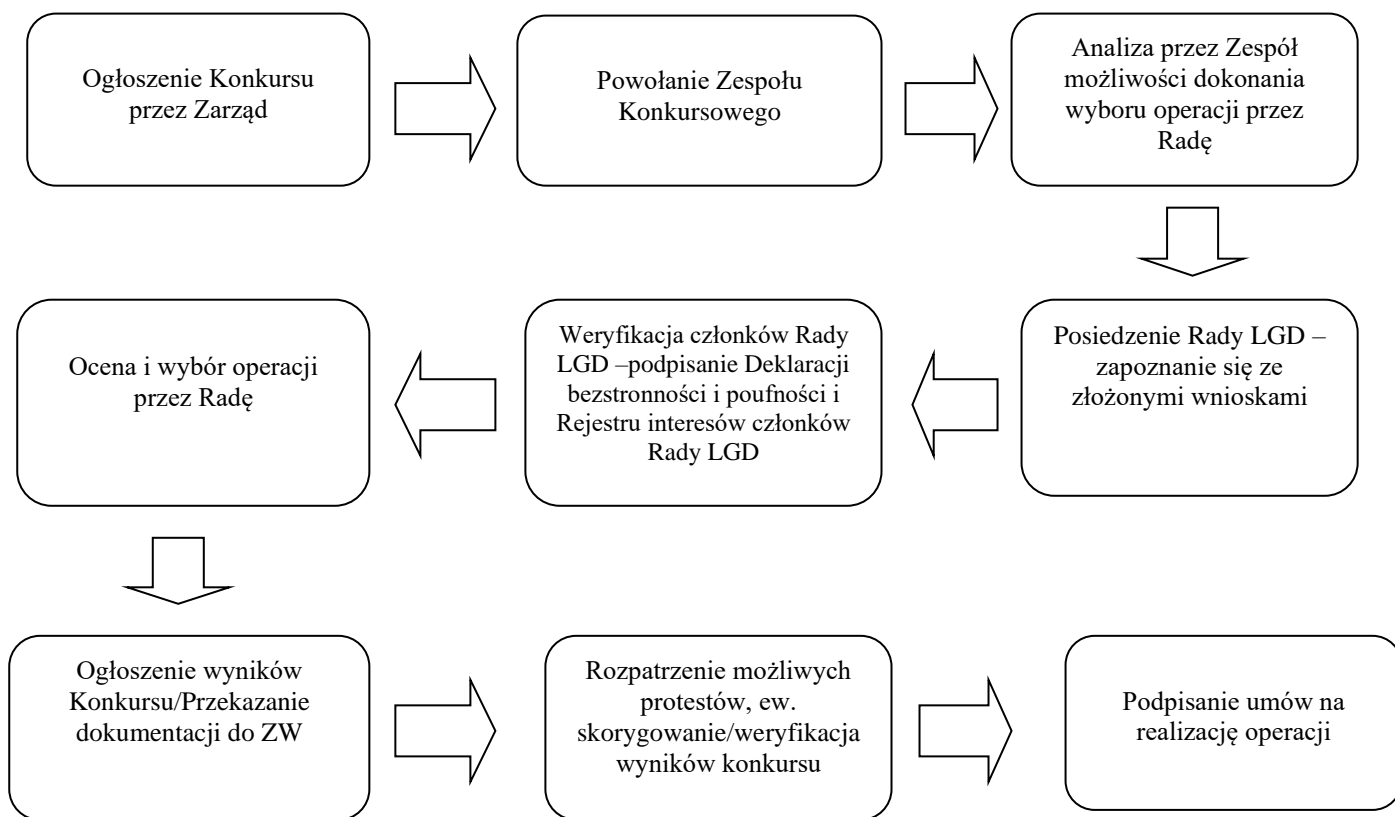 Ogłoszenie Konkursu
przez Zarząd
Powołanie Zespołu
Konkursowego
Analiza przez Zespół
możliwości dokonania
wyboru operacji przez
Radę
Posiedzenie Rady LGD –
zapoznanie się ze
złożonymi wnioskami
Weryfikacja członków Rady
LGD –podpisanie Deklaracji
bezstronności i poufności i
Rejestru interesów członków
Rady LGD
Ocena i wybór operacji
przez Radę
Ogłoszenie wyników
Konkursu/Przekazanie
dokumentacji do ZW
Rozpatrzenie możliwych
protestów, ew.
skorygowanie/weryfikacja
wyników konkursu
Podpisanie umów na
realizację operacji